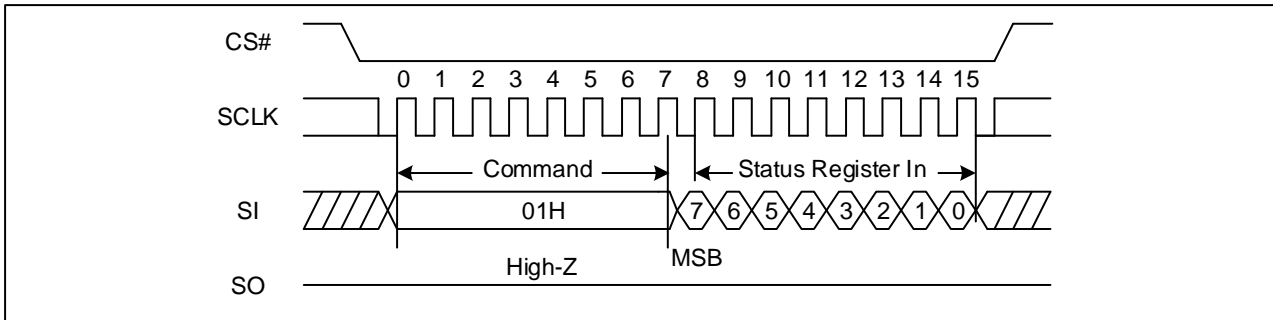 CS#
0 1 2 3 4 5 6 7 8 9 10 11 12 13 14 15
SCLK
Command Status Register In
SI 01H 7 6 5 4 3 2 1 0
High-Z MSB
SO